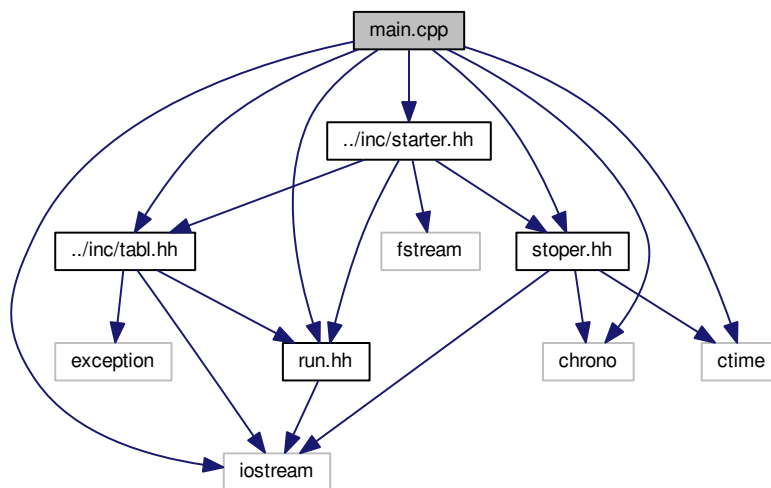 main.cpp
../inc/starter.hh
../inc/tabl.hh
fstream
stoper.hh
exception
run.hh
chrono
ctime
iostream